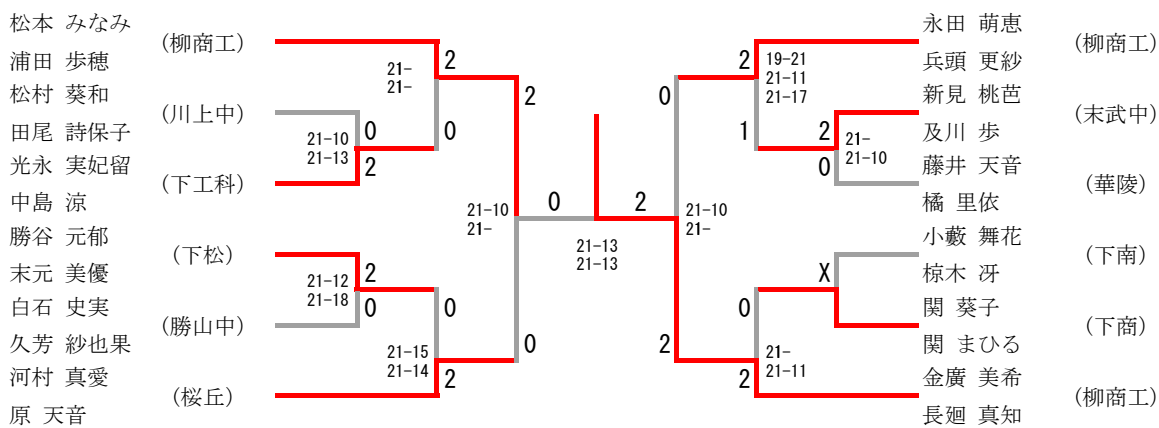 松本 みなみ
(柳商工)
浦田 歩穂
松村 葵和
(川上中)
田尾 詩保子
光永 実妃留
(下工科)
中島 涼
勝谷 元郁
(下松)
末元 美優
白石 史実
(勝山中)
久芳 紗也果
河村 真愛
(桜丘)
原 天音
21-
21-
2
0
21-10
21-13
0
2
2
21-12
21-18
2
0
0
21-15
21-14
2
0
21-10
21-
0
2
21-13
21-13
21-10
21-
0
2
2
19-21
21-11
21-17
1
2
0
21-
21-10
X
0
21-
21-11
2
永田 萌恵
(柳商工)
兵頭 更紗
新見 桃芭
(末武中)
及川 歩
藤井 天音
(華陵)
橘 里依
小藪 舞花
(下南)
椋木 冴
関 葵子
(下商)
関 まひる
金廣 美希
(柳商工)
長廻 真知